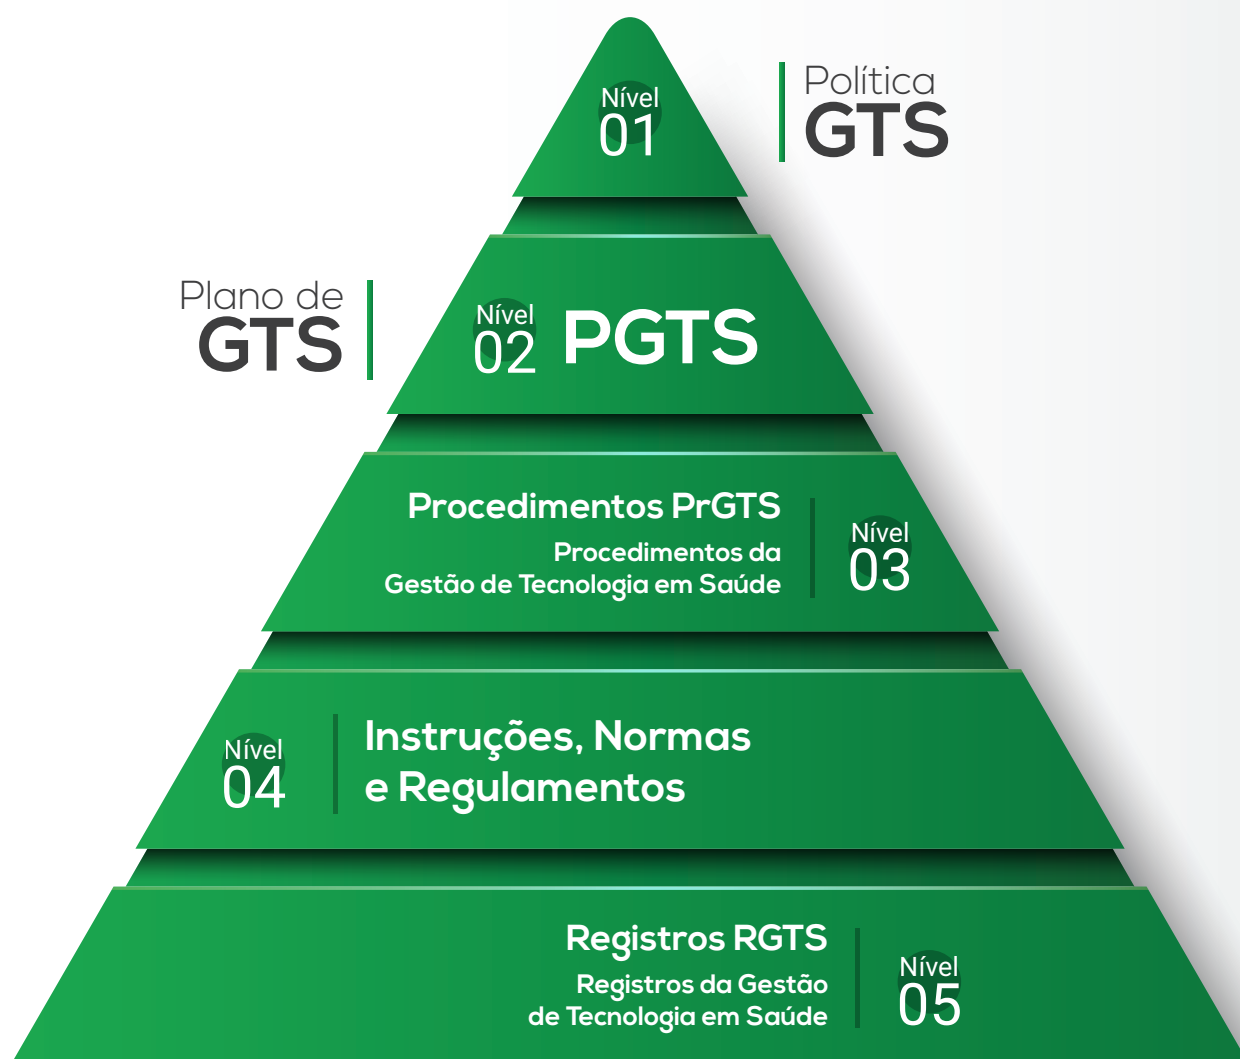 Nível
01
Política
GTS
Plano de
GTS
Nível
02
PGTS
Procedimentos PrGTS
Procedimentos da
Gestão de Tecnologia em Saúde
Nível
03
Nível
04
Instruções, Normas
e Regulamentos
Registros RGTS
Registros da Gestão
de Tecnologia em Saúde
Nível
05